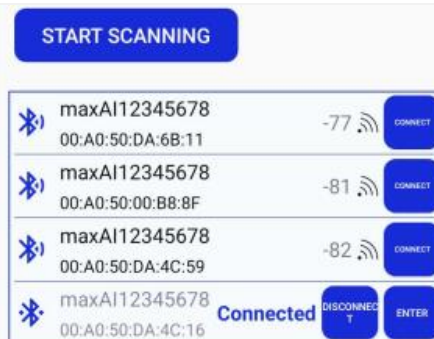 START SCANNING
maxAI12345678
00:A0:50:DA:6B:11
-77
CONNECT
maxAI12345678
00:A0:50:00:B8:8F
-81
CONNECT
maxAI12345678
00:A0:50:DA:4C:59
-82
CONNECT
maxAI12345678
00:A0:50:DA:4C:16
Connected
DISCONNEC
T
ENTER